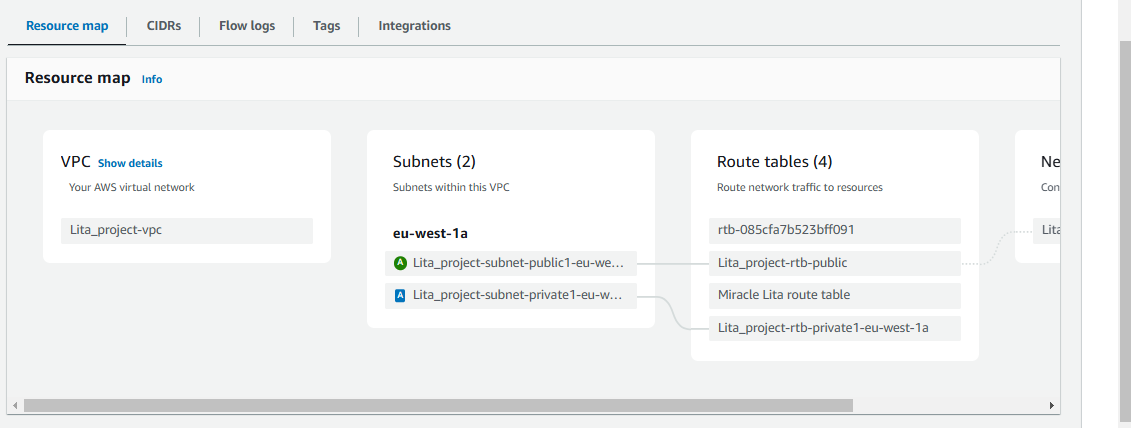 Resource map
CIDRs
Flow logs
Tags
Integrations
Resource map Info
VPC Show details
Your AWS virtual network
Lita_project-vpc
Subnets (2)
Subnets within this VPC
eu-west-1a
A Lita_project-subnet-public1-eu-we...
A Lita_project-subnet-private1-eu-w...
Route tables (4)
Route network traffic to resources
rtb-085cfa7b523bff091
Lita_project-rtb-public
Miracle Lita route table
Lita_project-rtb-private1-eu-west-1a
Ne
Con
Lita